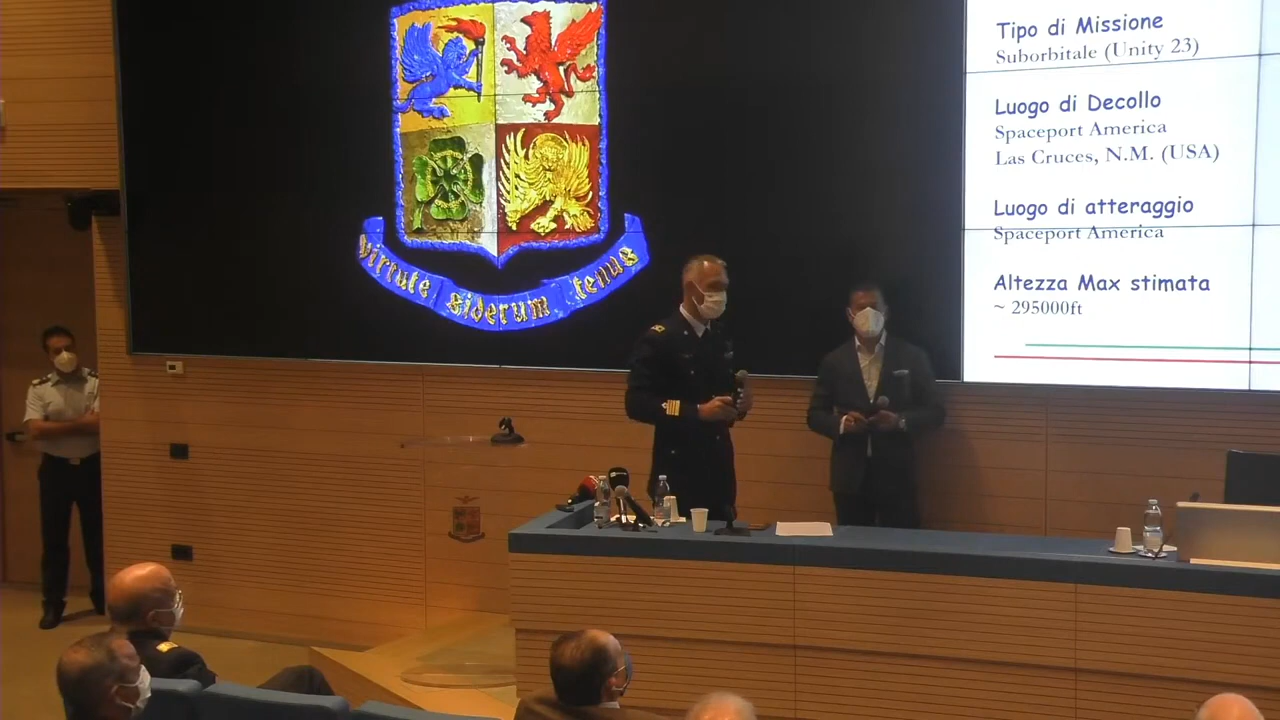 virtute siderum tenus
Tipo di Missione
Suborbitale (Unity 23)
Luogo di Decollo
Spaceport America
Las Cruces, N.M. (USA)
Luogo di atteraggio
Spaceport America
Altezza Max stimata
~ 295000ft